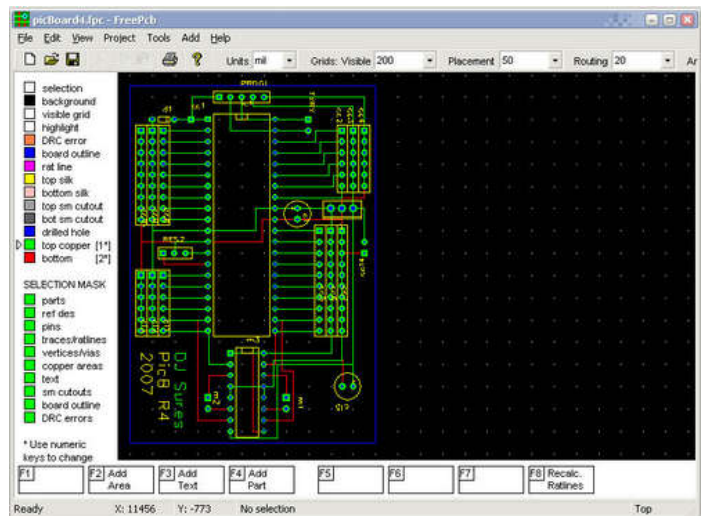 picBoard4.fpc - FreePcb
File Edit View Project Tools Add Help
Units mil Grids: Visible 200 Placement 50 Routing 20 Ar
selection
background
visible grid
highlight
DRC error
board outline
rat line
top silk
bottom silk
top sm cutout
bot sm cutout
drilled hole
top copper [1*]
bottom [2*]
SELECTION MASK
parts
ref des
pins
traces/ratlines
vertices/vias
copper areas
text
sm cutouts
board outline
DRC errors
* Use numeric
keys to change
DJ Sures
PicB R4
2007
F1 F2 Add Area F3 Add Text F4 Add Part F5 F6 F7 F8 Recalc. Ratlines
Ready X: 11456 Y: -773 No selection Top